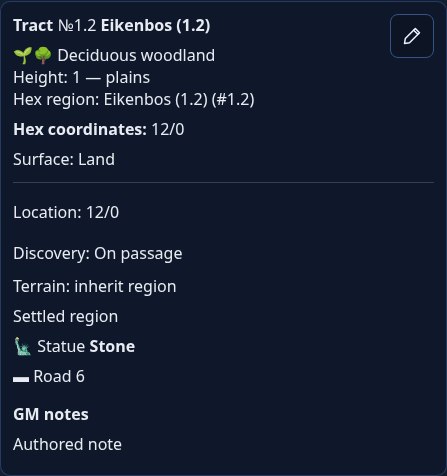 Tract №1.2 Eikenbos (1.2)
🌱🌳 Deciduous woodland
Height: 1 — plains
Hex region: Eikenbos (1.2) (#1.2)
Hex coordinates: 12/0
Surface: Land
Location: 12/0
Discovery: On passage
Terrain: inherit region
Settled region
🗽 Statue Stone
▬ Road 6
GM notes
Authored note